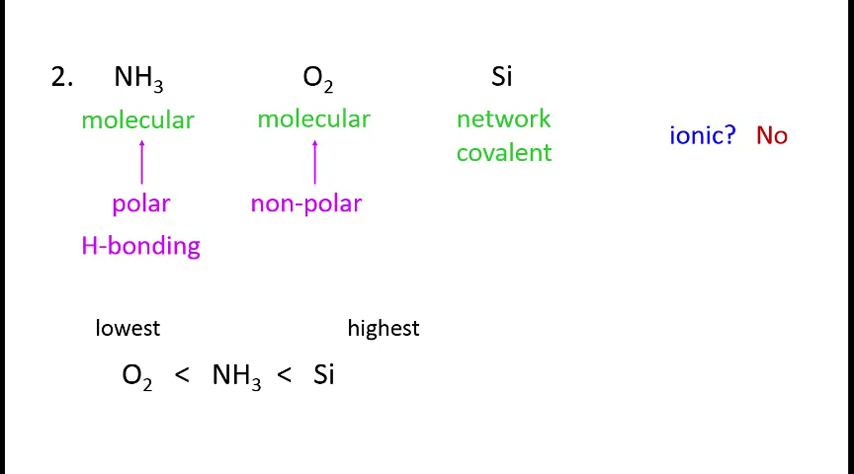 2. NH₃ O₂ Si
molecular molecular network covalent
ionic? No
polar non-polar
H-bonding
lowest highest
O₂ < NH₃ < Si